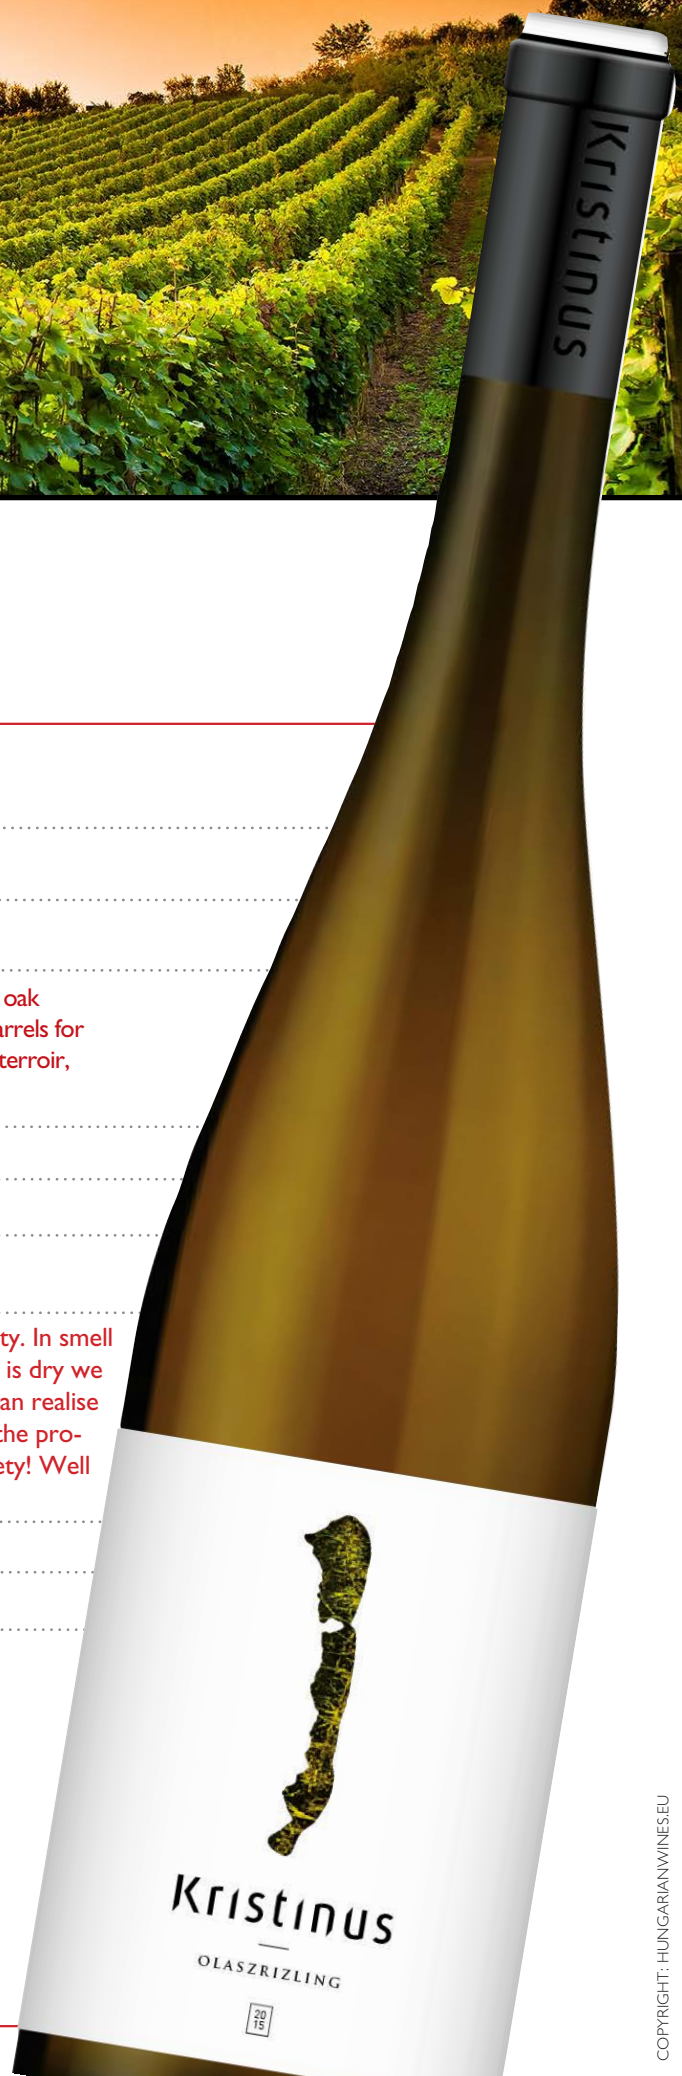 Kristinus
oak
arrels for
terroir,
ty. In smell
is dry we
an realise
the pro-
ety! Well
Kristinus
OLASZRIZLING
20
15
COPYRIGHT: HUNGARIANWINES.EU